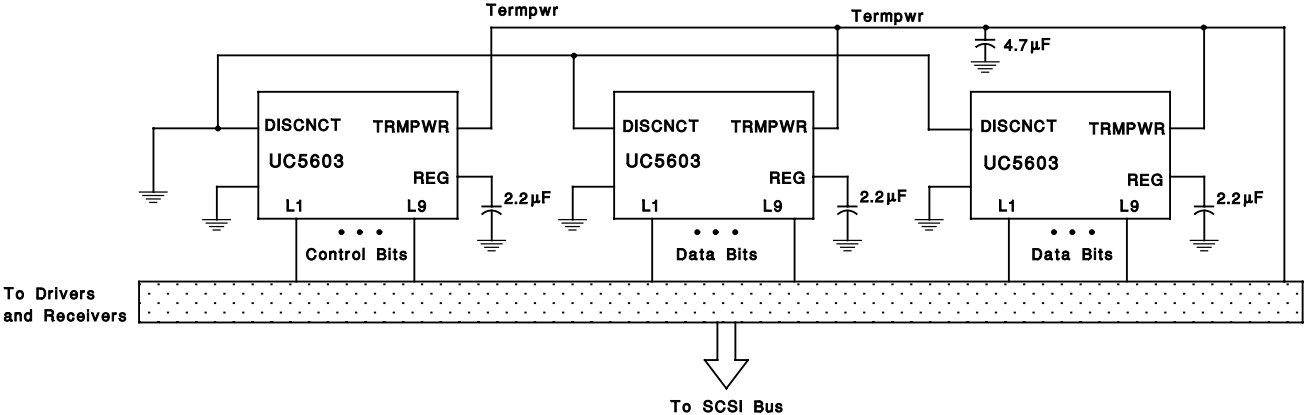 Termpwr
Termpwr
4.7µF
DISCNCT
TRMPWR
UC5603
REG
2.2µF
L1
L9
• • •
Control Bits
DISCNCT
TRMPWR
UC5603
REG
2.2µF
L1
L9
• • •
Data Bits
DISCNCT
TRMPWR
UC5603
REG
2.2µF
L1
L9
• • •
Data Bits
To Drivers
and Receivers
To SCSI Bus